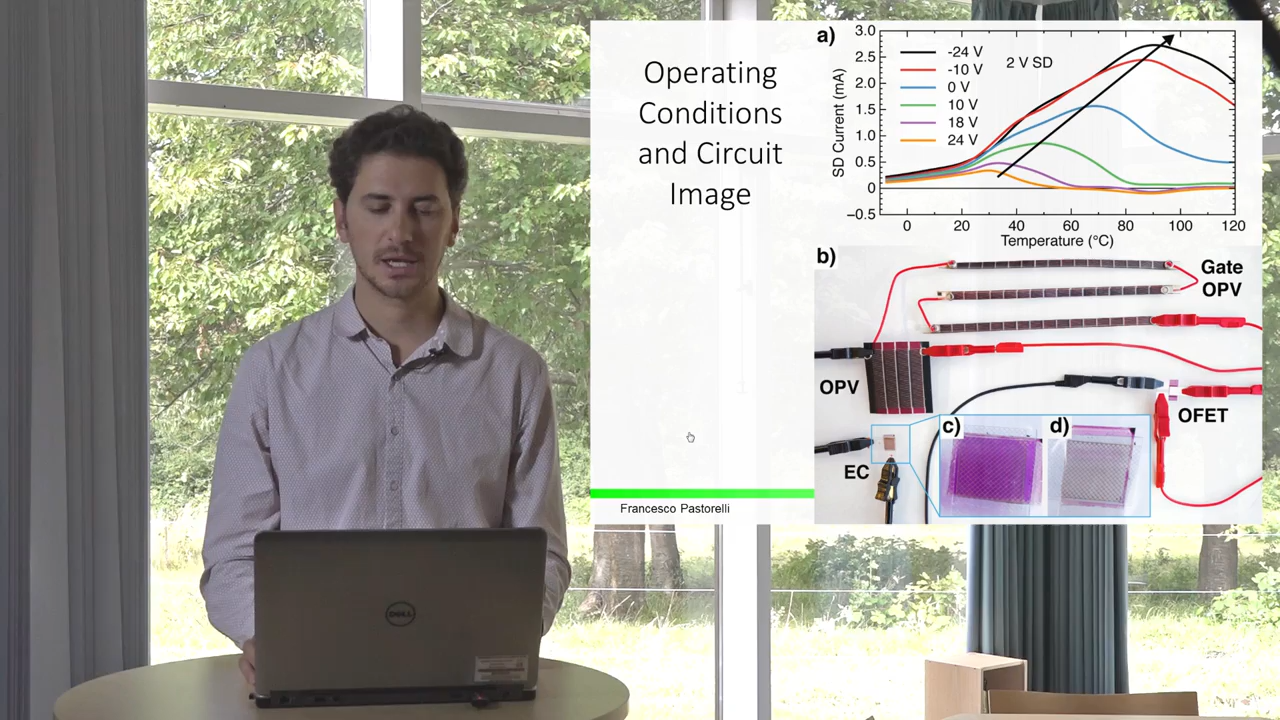 Operating
Conditions
and Circuit
Image
Francesco Pastorelli
a)
SD Current (mA)
3.0
2.5
2.0
1.5
1.0
0.5
0
−0.5
-24 V
-10 V
0 V
10 V
18 V
24 V
2 V SD
0 20 40 60 80 100 120
Temperature (°C)
b)
Gate
OPV
OPV
OFET
EC
c)
d)
DELL